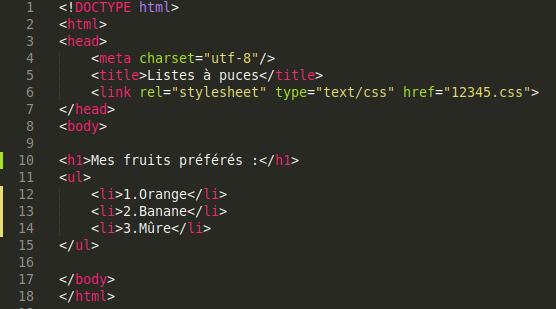 1 <!DOCTYPE html>
2 <html>
3 <head>
4 <meta charset="utf-8"/>
5 <title>Listes à puces</title>
6 <link rel="stylesheet" type="text/css" href="12345.css">
7 </head>
8 <body>
9
10 <h1>Mes fruits préférés :</h1>
11 <ul>
12 <li>1.Orange</li>
13 <li>2.Banane</li>
14 <li>3.Mûre</li>
15 </ul>
16
17 </body>
18 </html>